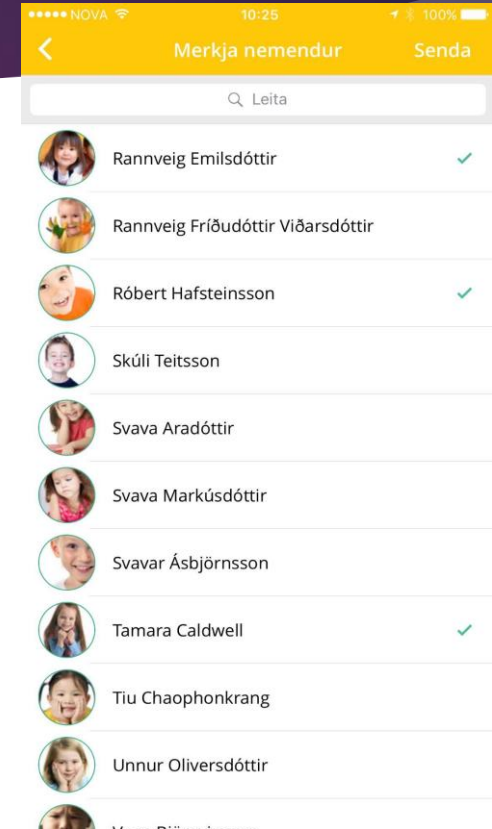 NOVA 10:25 100%
Merkja nemendur Senda
Leita
Rannveig Emilsdóttir
Rannveig Fríðudóttir Viðarsdóttir
Róbert Hafsteinsson
Skúli Teitsson
Svava Aradóttir
Svava Markúsdóttir
Svavar Ásbjörnsson
Tamara Caldwell
Tiu Chaophonkrang
Unnur Oliversdóttir